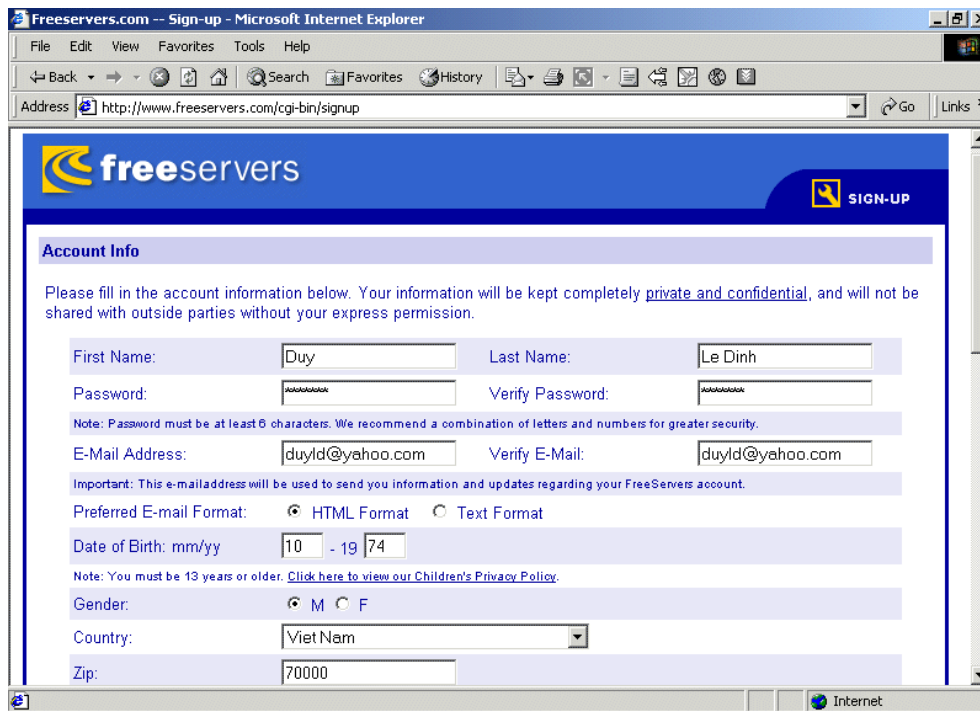 Freeservers.com -- Sign-up - Microsoft Internet Explorer
File Edit View Favorites Tools Help
Back Search Favorites History
Address http://www.freeservers.com/cgi-bin/signup Go Links
freeservers
SIGN-UP
Account Info
Please fill in the account information below. Your information will be kept completely private and confidential, and will not be
shared with outside parties without your express permission.
First Name: Duy Last Name: Le Dinh
Password: ******** Verify Password: ********
Note: Password must be at least 6 characters. We recommend a combination of letters and numbers for greater security.
E-Mail Address: duyld@yahoo.com Verify E-Mail: duyld@yahoo.com
Important: This e-mail address will be used to send you information and updates regarding your FreeServers account.
Preferred E-mail Format: HTML Format Text Format
Date of Birth: mm/yy 10 - 19 74
Note: You must be 13 years or older. Click here to view our Children's Privacy Policy.
Gender: M F
Country: Viet Nam
Zip: 70000
Internet